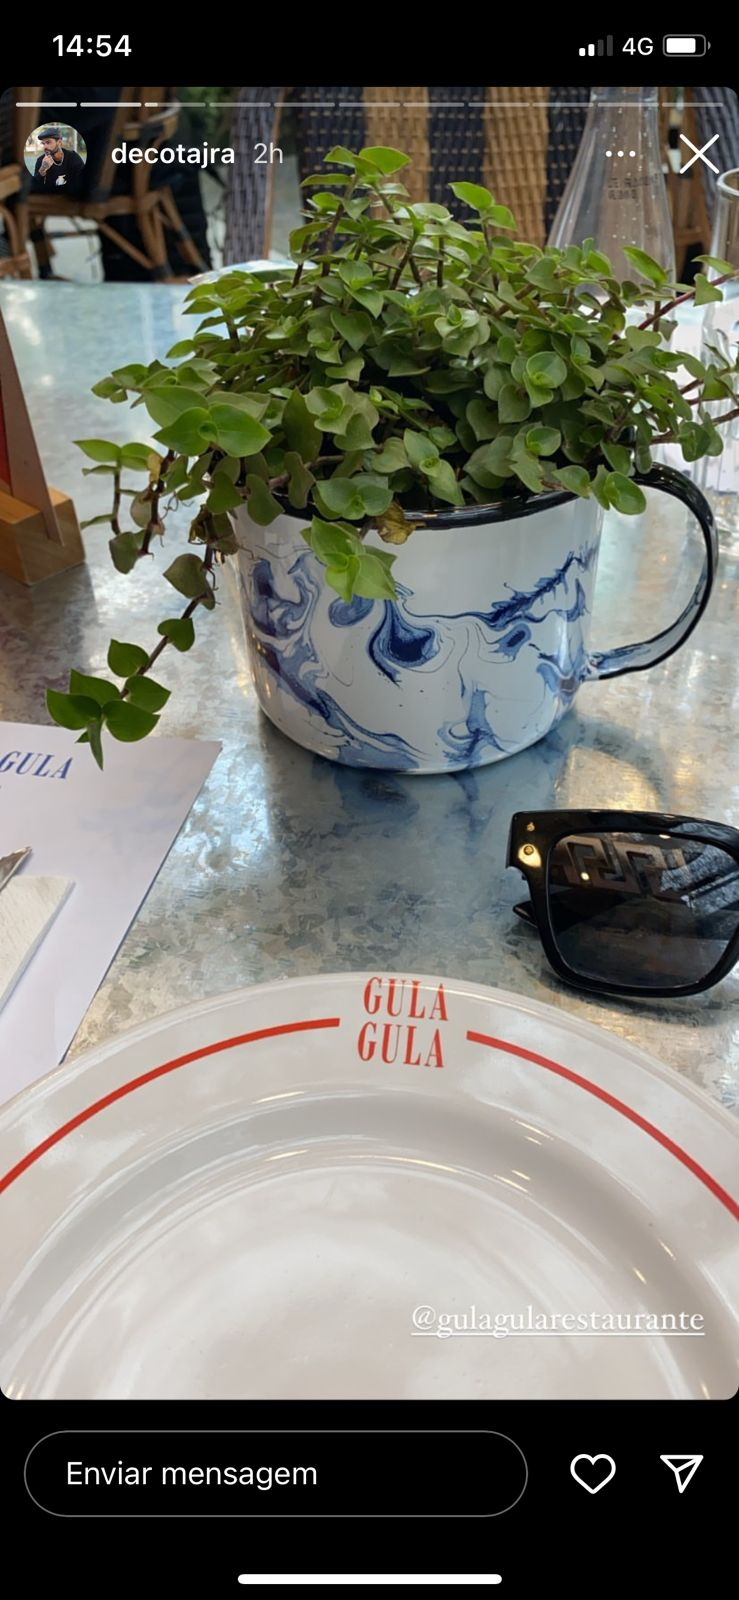 14:54
4G
decotajra 2h
GULA
GULA
GULA
@gulagularestaurante
Enviar mensagem